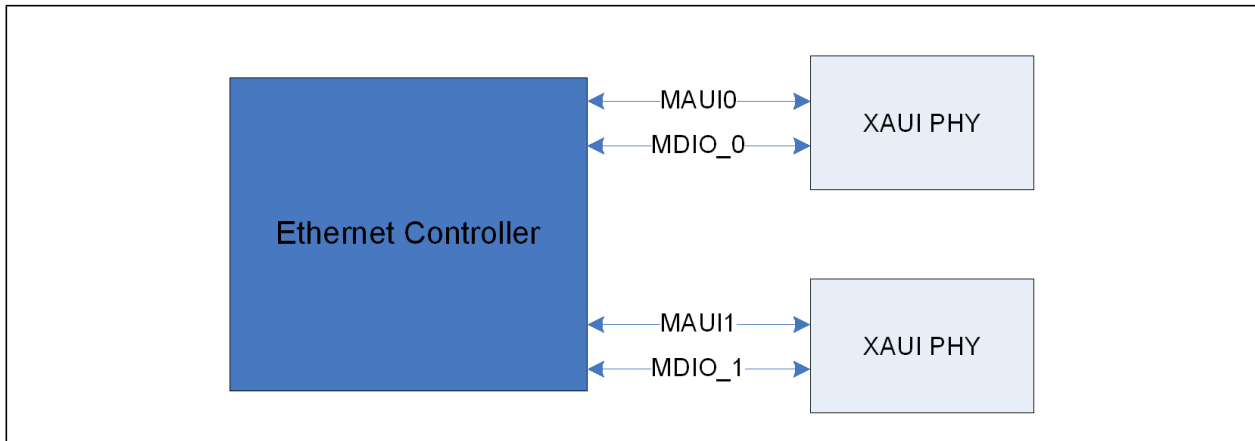 MAUI0
XAUI PHY
MDIO_0
Ethernet Controller
MAUI1
XAUI PHY
MDIO_1